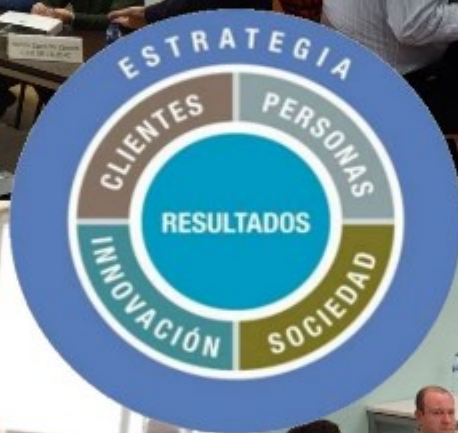 ESTRATEGIA
CLIENTES
PERSONAS
RESULTADOS
INNOVACIÓN
SOCIEDAD